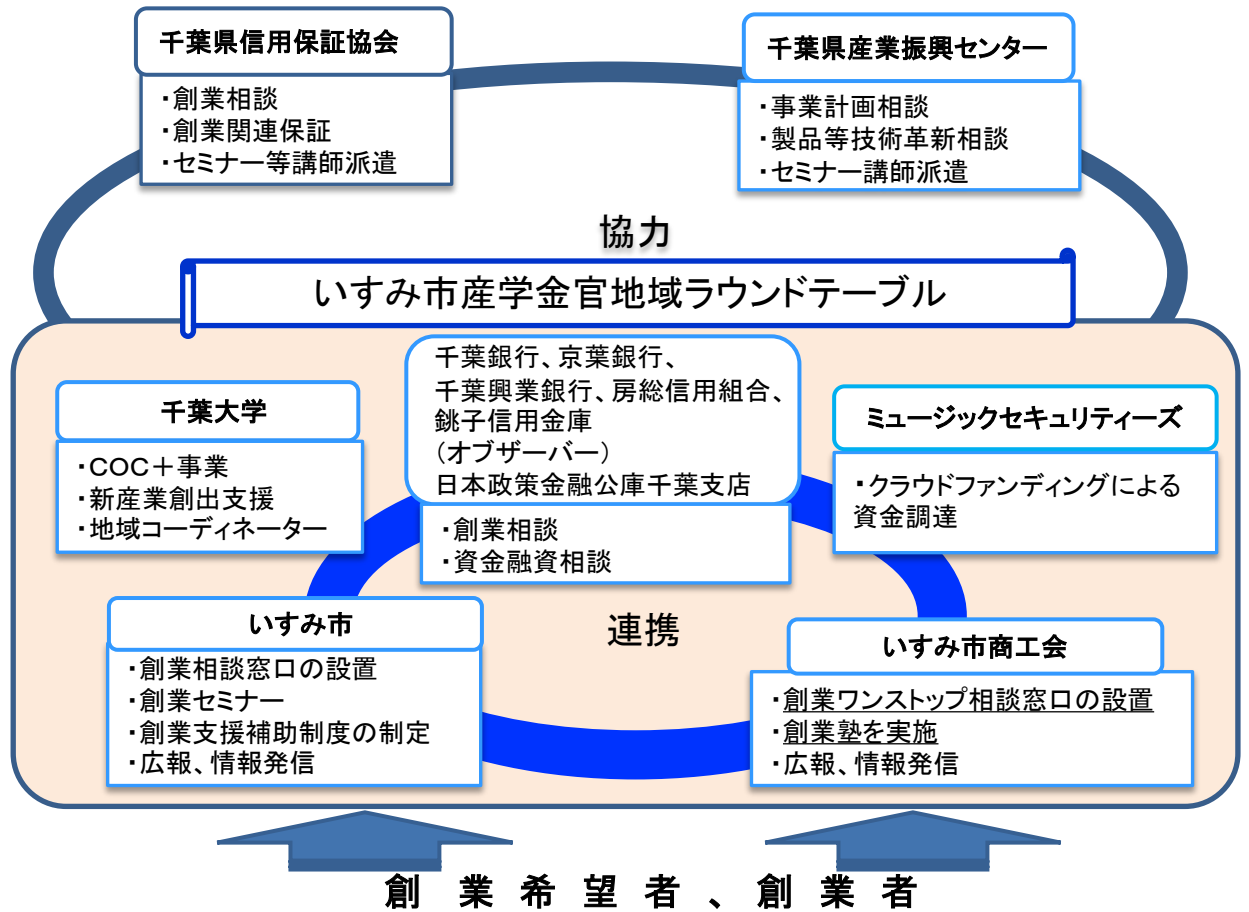 千葉県信用保証協会
・創業相談
・創業関連保証
・セミナー等講師派遣
千葉県産業振興センター
・事業計画相談
・製品等技術革新相談
・セミナー講師派遣
協力
いすみ市産学金官地域ラウンドテーブル
千葉大学
・COC＋事業
・新産業創出支援
・地域コーディネーター
千葉銀行、京葉銀行、
千葉興業銀行、房総信用組合、
銚子信用金庫
（オブザーバー）
日本政策金融公庫千葉支店
・創業相談
・資金融資相談
ミュージックセキュリティーズ
・クラウドファンディングによる
資金調達
いすみ市
・創業相談窓口の設置
・創業セミナー
・創業支援補助制度の制定
・広報、情報発信
連携
いすみ市商工会
・創業ワンストップ相談窓口の設置
・創業塾を実施
・広報、情報発信
創業希望者、創業者